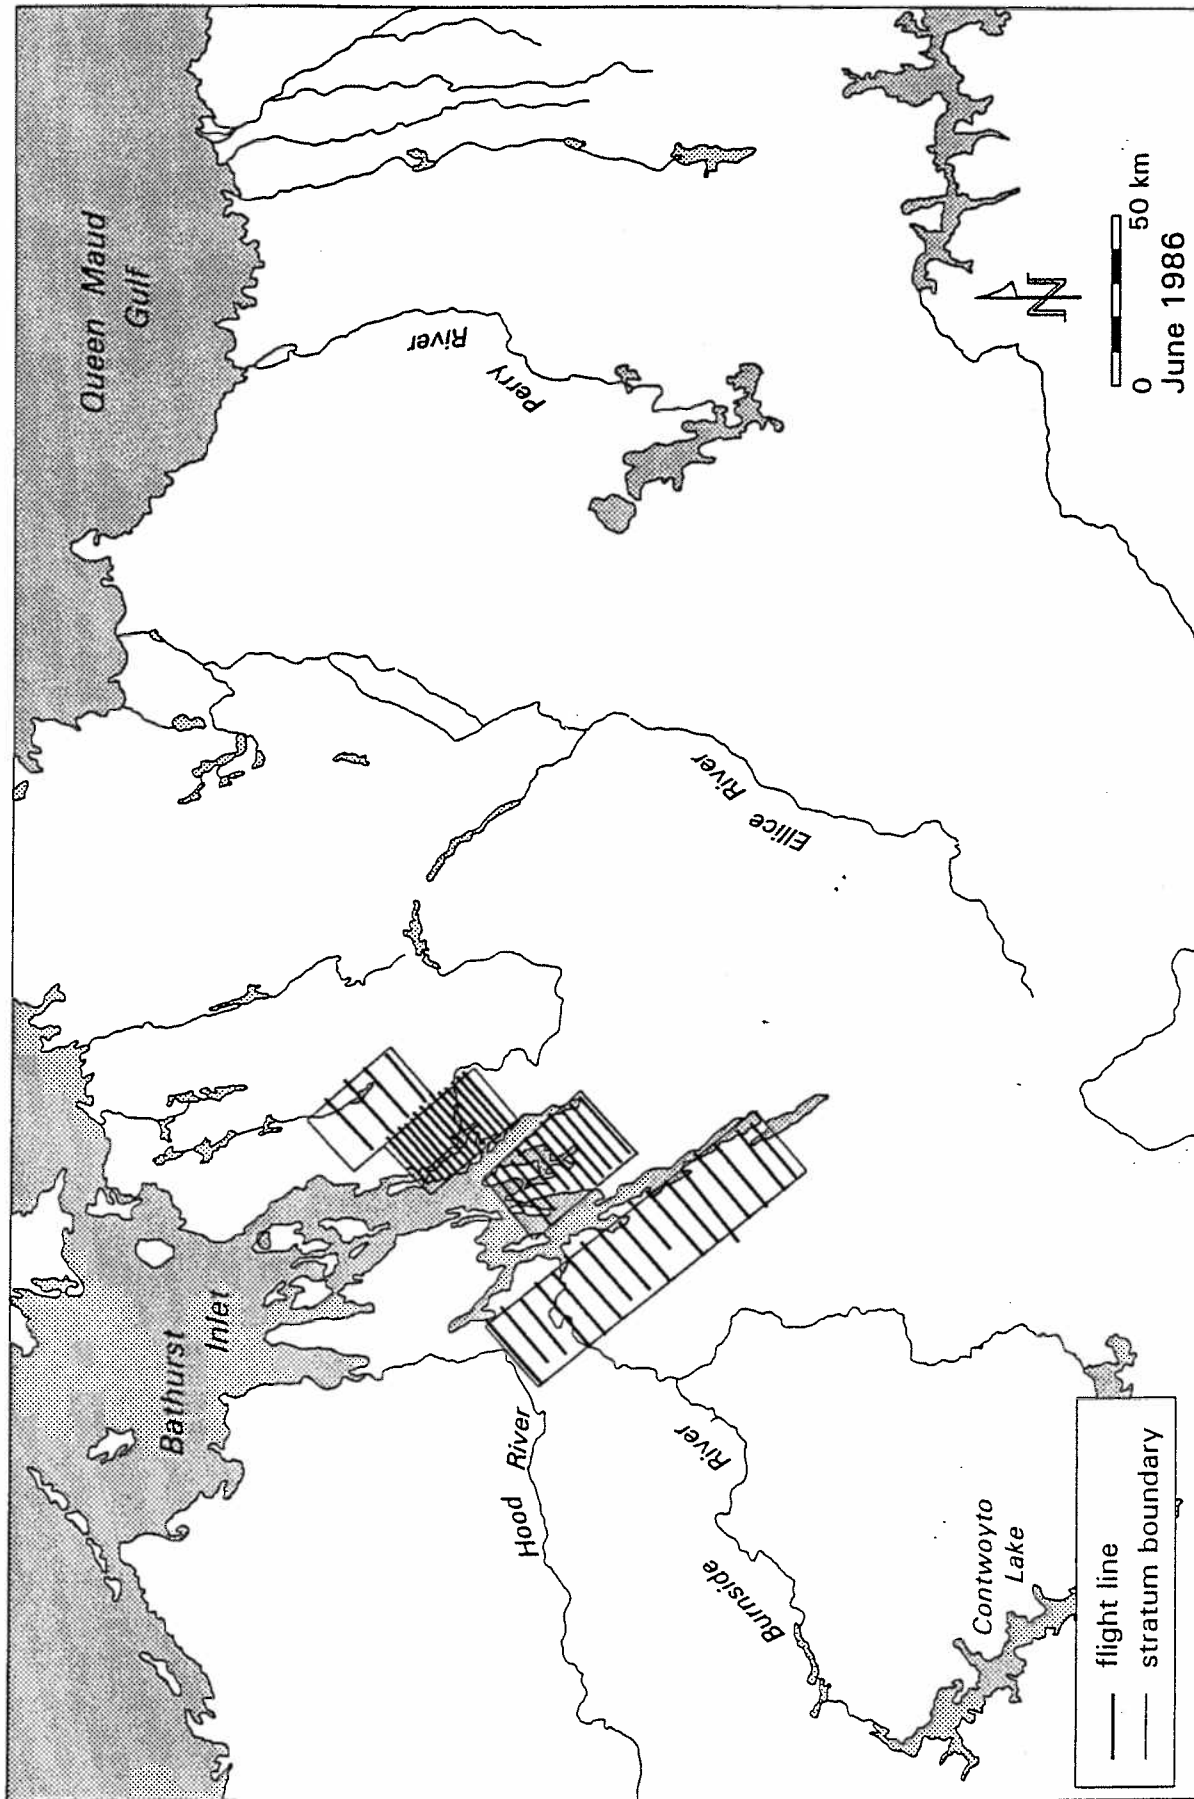 Queen Maud
Gulf
Bathurst
Inlet
Perry
River
Ellice River
Hood River
Burnside
River
Contwoyto
Lake
N
0 50 km
June 1986
flight line
stratum boundary